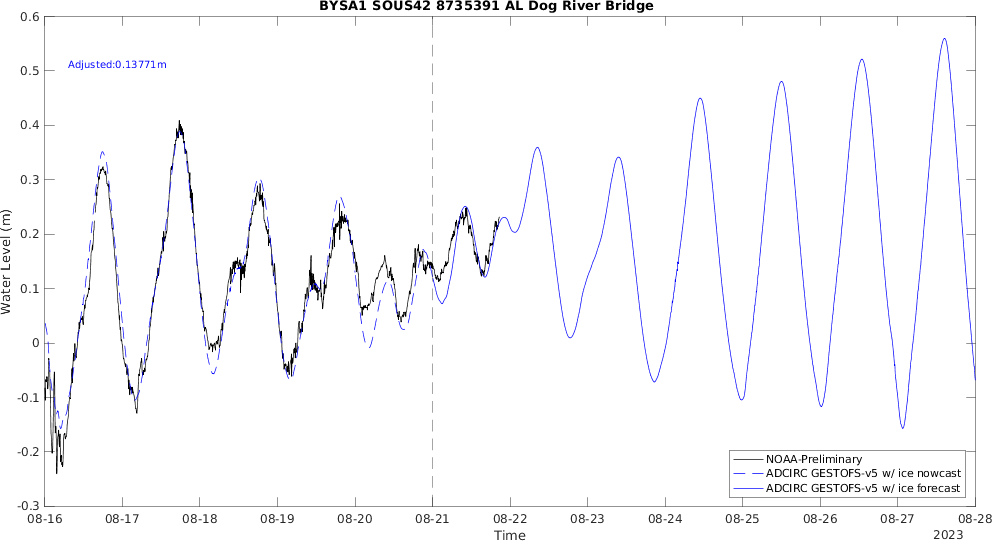 BYSA1 SOUS42 8735391 AL Dog River Bridge
Adjusted:0.13771m
0.6
0.5
0.4
0.3
0.2
0.1
0
-0.1
-0.2
-0.3
Water Level (m)
NOAA-Preliminary
ADCIRC GESTOFS-v5 w/ ice nowcast
ADCIRC GESTOFS-v5 w/ ice forecast
08-16 08-17 08-18 08-19 08-20 08-21 08-22 08-23 08-24 08-25 08-26 08-27 08-28
Time
2023